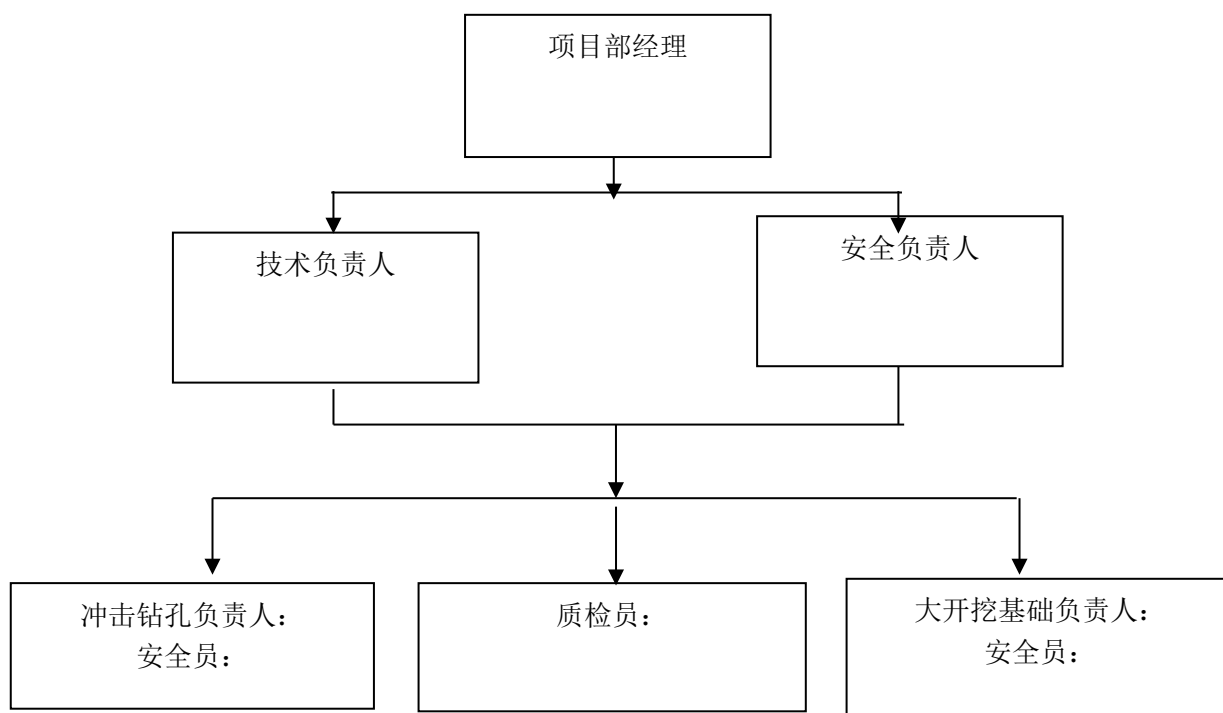 项目部经理
技术负责人
安全负责人
冲击钻孔负责人：
安全员：
质检员：
大开挖基础负责人：
安全员：